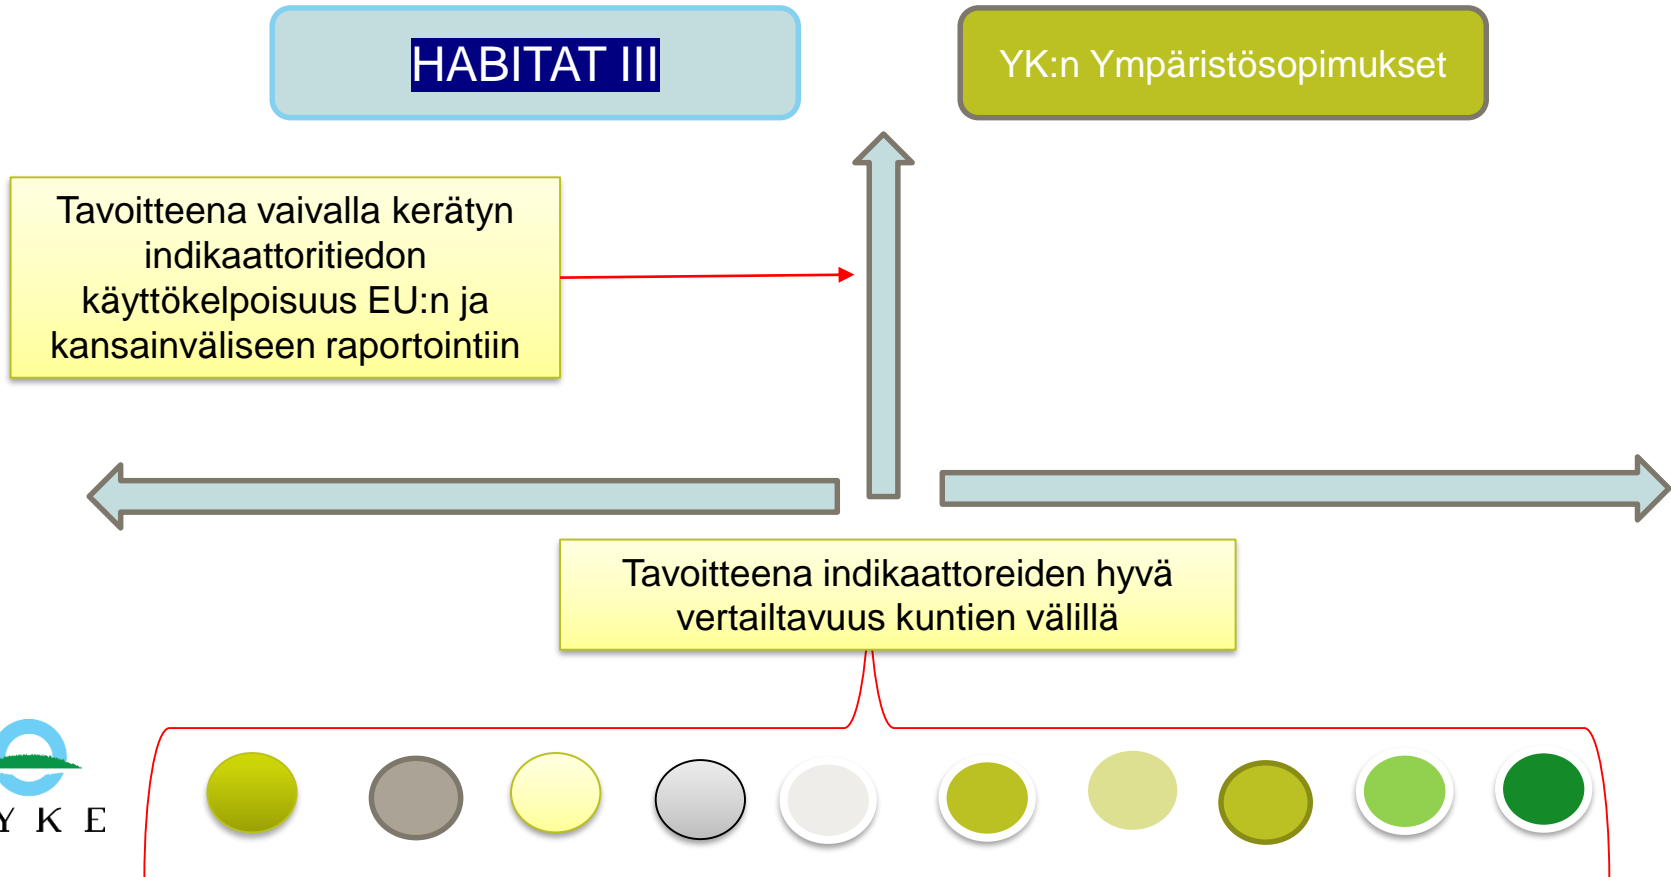 HABITAT III
YK:n Ympäristösopimukset
Tavoitteena vaivalla kerätyn
indikaattoritiedon
käyttökelpoisuus EU:n ja
kansainväliseen raportointiin
Tavoitteena indikaattoreiden hyvä
vertailtavuus kuntien välillä
Y K E